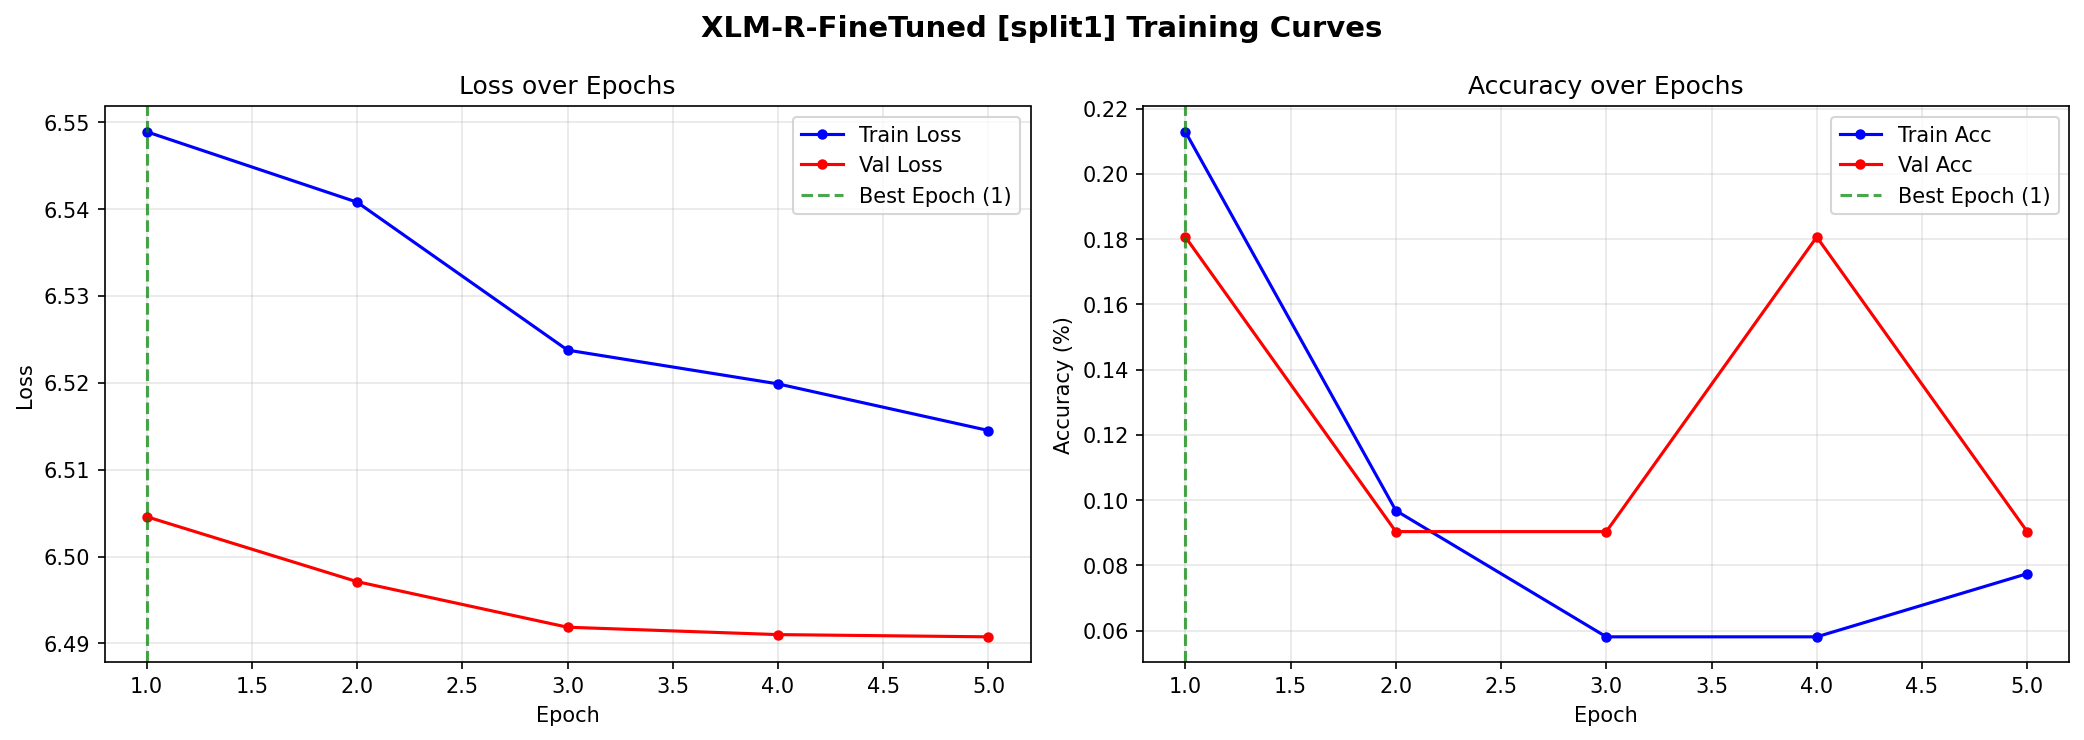 XLM-R-FineTuned [split1] Training Curves
Loss over Epochs
Train Loss
Val Loss
Best Epoch (1)
6.55
6.54
6.53
6.52
6.51
6.50
6.49
Loss
1.0 1.5 2.0 2.5 3.0 3.5 4.0 4.5 5.0
Epoch
Accuracy over Epochs
Train Acc
Val Acc
Best Epoch (1)
0.22
0.20
0.18
0.16
0.14
0.12
0.10
0.08
0.06
Accuracy (%)
1.0 1.5 2.0 2.5 3.0 3.5 4.0 4.5 5.0
Epoch